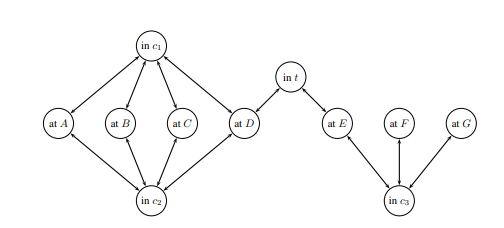 in c₁
in t
at A
at B
at C
at D
at E
at F
at G
in c₂
in c₃